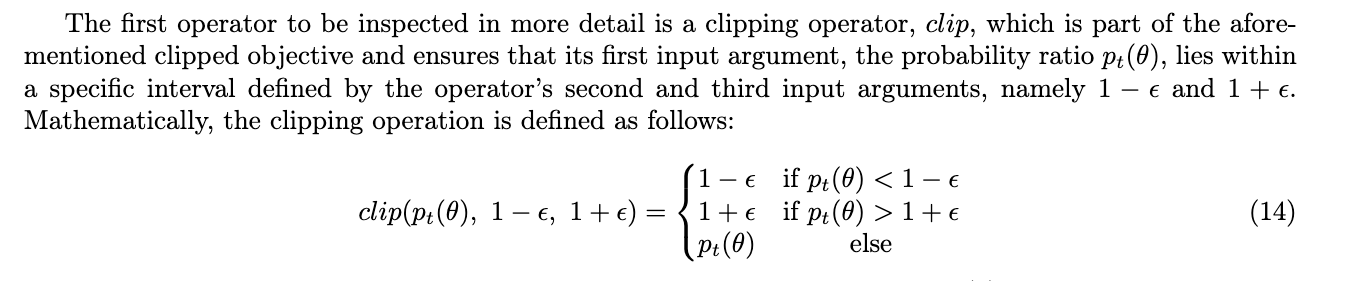 The first operator to be inspected in more detail is a clipping operator, clip, which is part of the afore-
mentioned clipped objective and ensures that its first input argument, the probability ratio pₜ(θ), lies within
a specific interval defined by the operator’s second and third input arguments, namely 1 − ϵ and 1 + ϵ.
Mathematically, the clipping operation is defined as follows:
1 − ϵ if pₜ(θ) < 1 − ϵ
clip(pₜ(θ), 1 − ϵ, 1 + ϵ) = { 1 + ϵ if pₜ(θ) > 1 + ϵ (14)
pₜ(θ) else